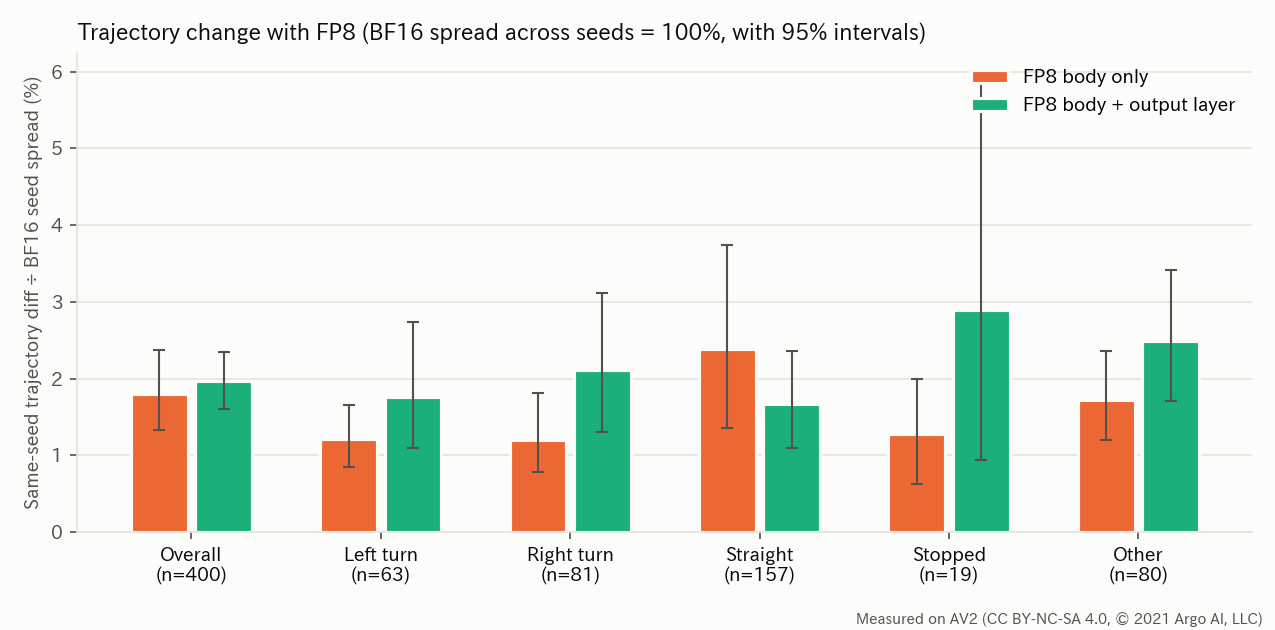 Trajectory change with FP8 (BF16 spread across seeds = 100%, with 95% intervals)
Same-seed trajectory diff ÷ BF16 seed spread (%)
6
5
4
3
2
1
0
FP8 body only
FP8 body + output layer
Overall
(n=400)
Left turn
(n=63)
Right turn
(n=81)
Straight
(n=157)
Stopped
(n=19)
Other
(n=80)
Measured on AV2 (CC BY-NC-SA 4.0, © 2021 Argo AI, LLC)